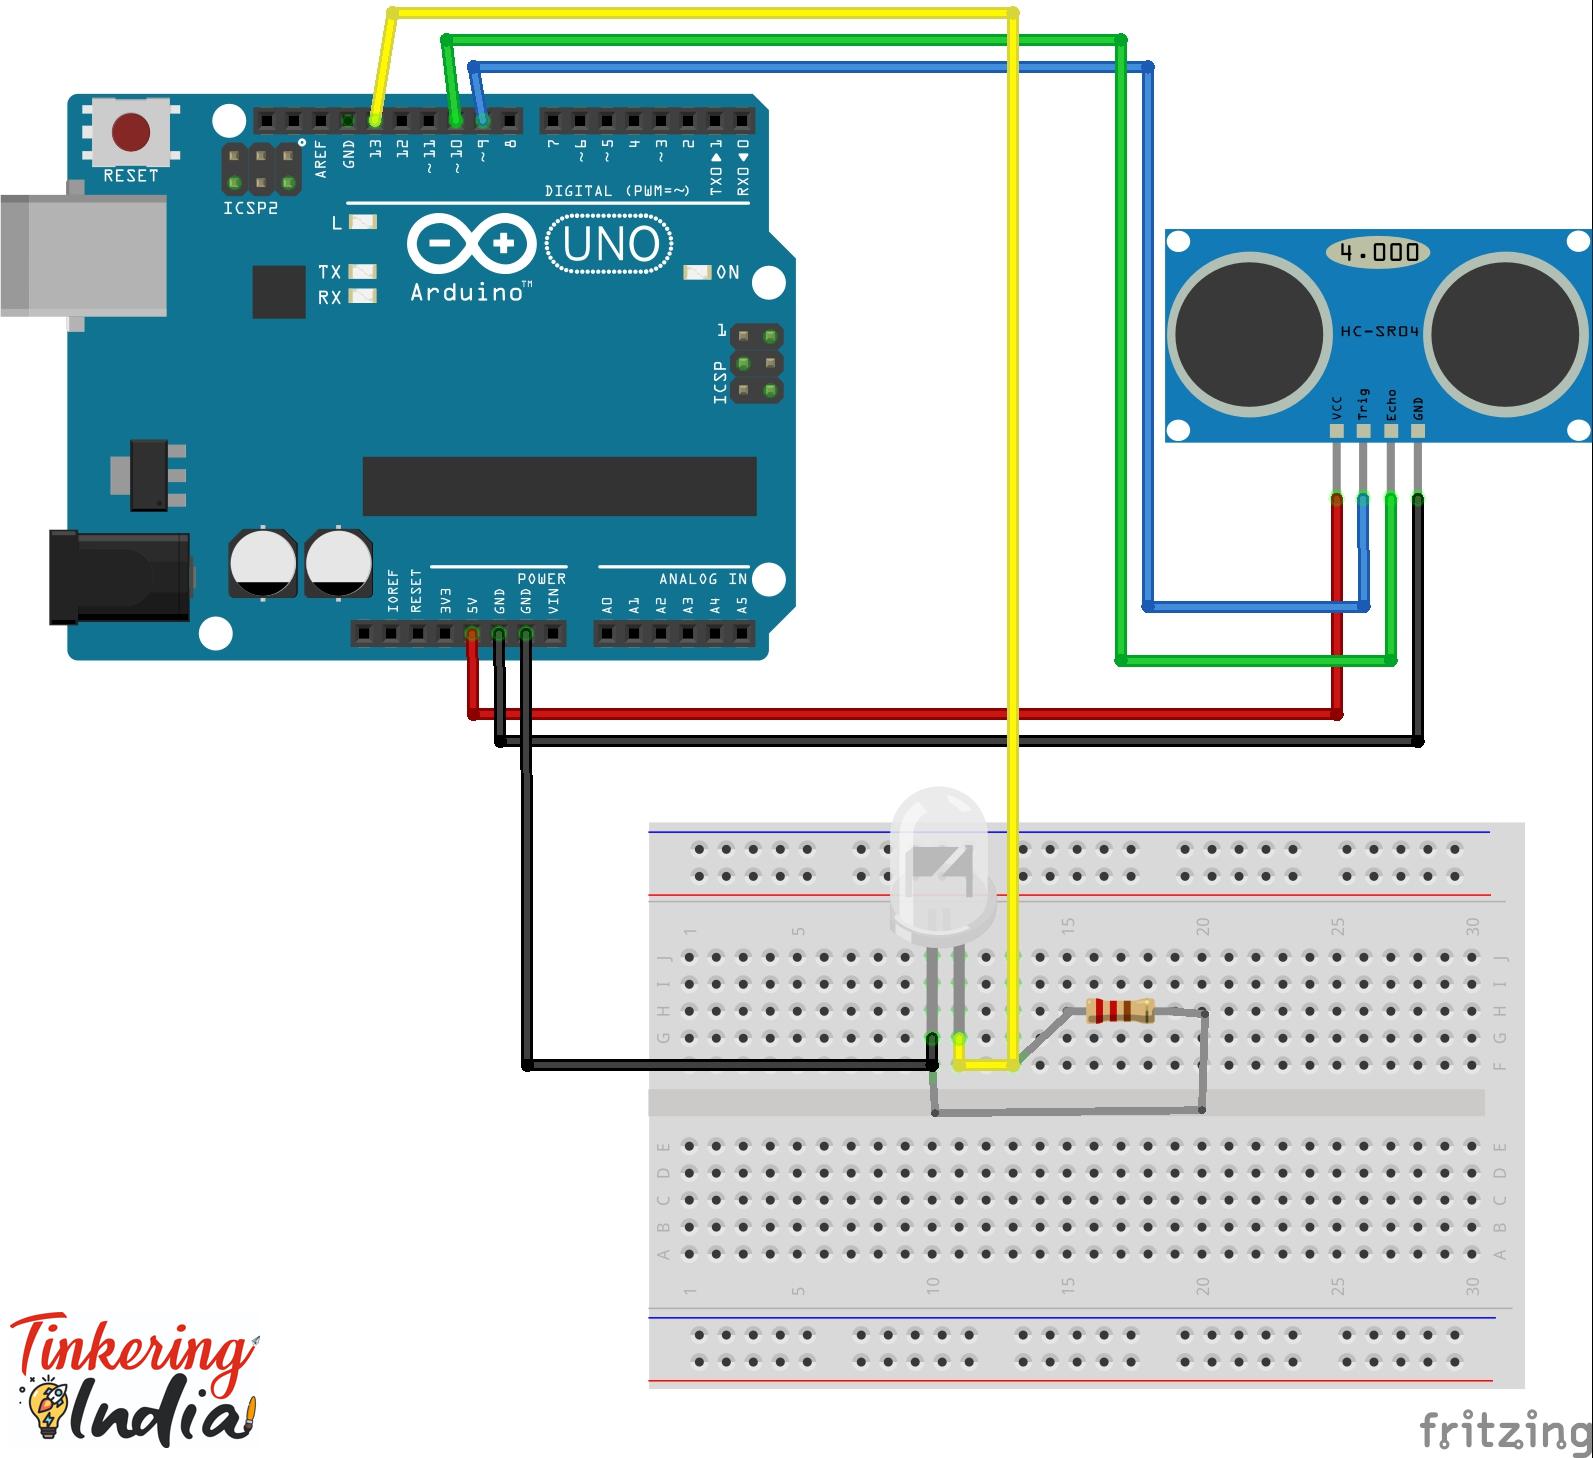 RESET
ICSP2
AREF
GND
13
12
~11
~10
~9
8
7
~6
~5
4
~3
2
TX0▶1
RX0◀0
DIGITAL (PWM=~)
L
TX
RX
UNO
Arduino™
ON
1
ICSP
4.000
HC-SR04
VCC
Trig
Echo
GND
IOREF
RESET
3V3
5V
GND
GND
VIN
POWER
ANALOG IN
A0
A1
A2
A3
A4
A5
1
5
15
20
25
30
J
I
H
G
F
J
I
H
G
F
E
D
C
B
A
E
D
C
B
A
1
5
10
15
20
25
30
Tinkering
India
fritzing